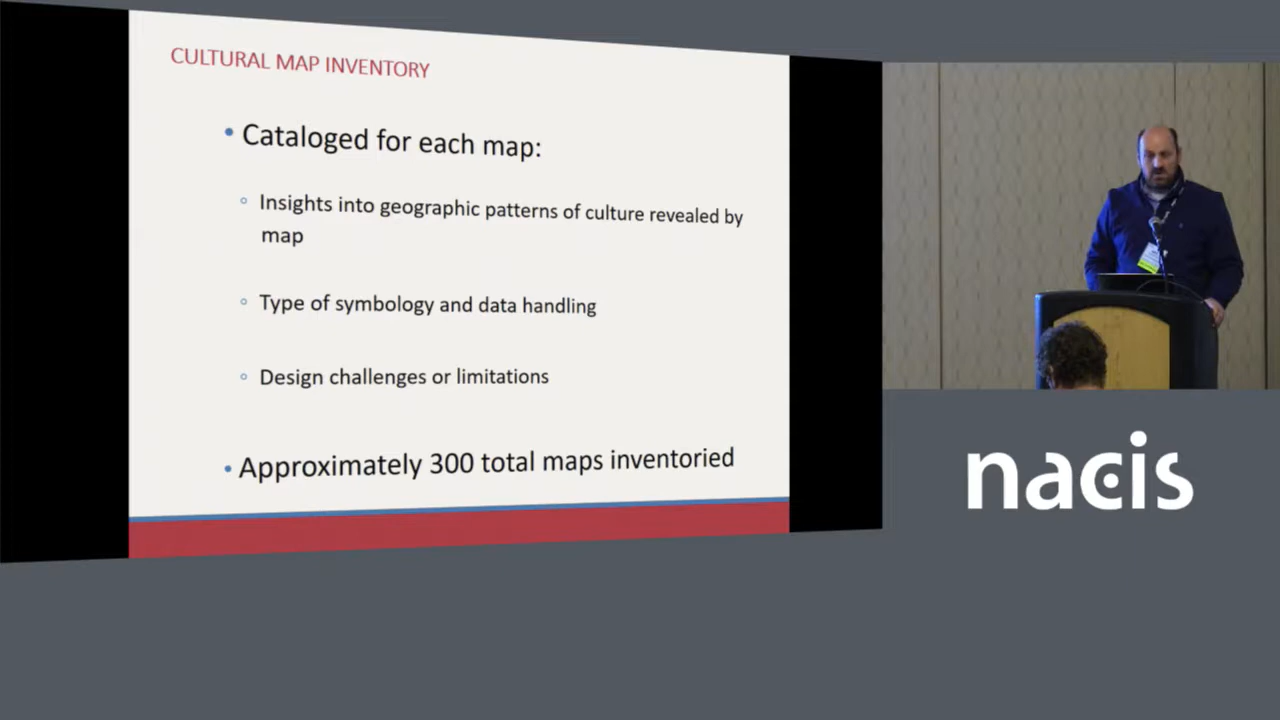 CULTURAL MAP INVENTORY
• Cataloged for each map:
◦ Insights into geographic patterns of culture revealed by
map
◦ Type of symbology and data handling
◦ Design challenges or limitations
• Approximately 300 total maps inventoried
nacis